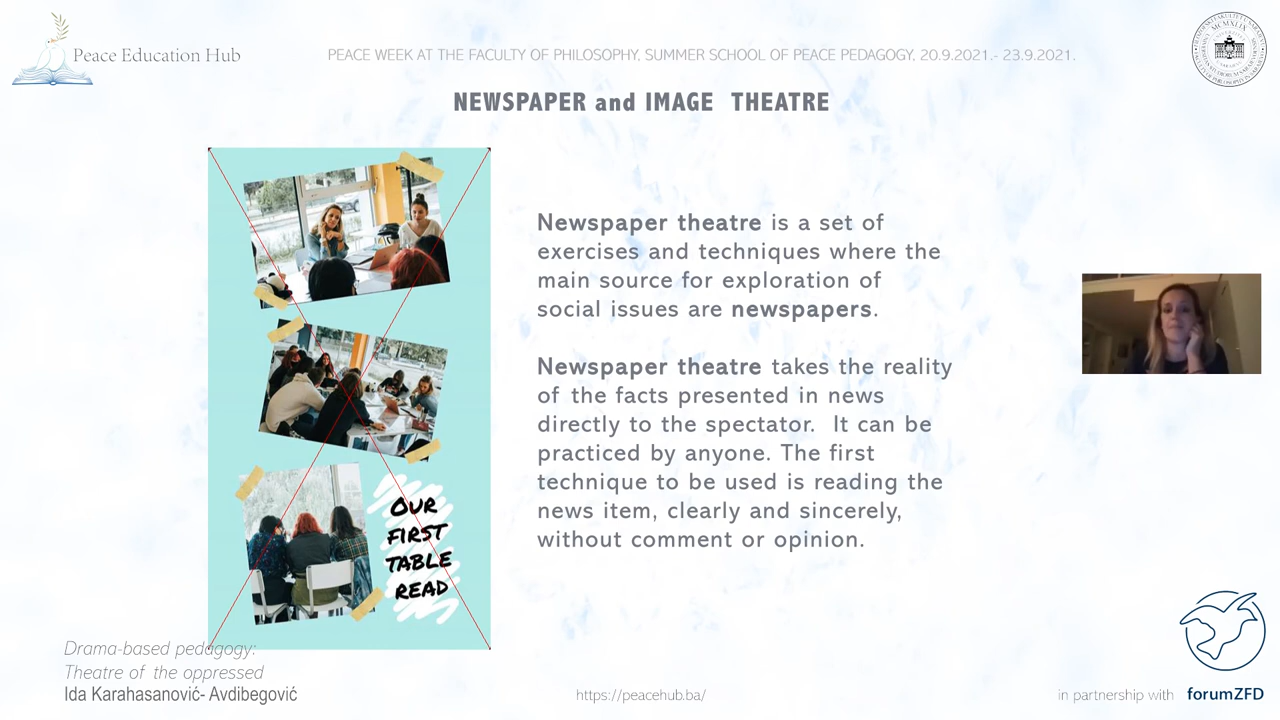 Peace Education Hub
PEACE WEEK AT THE FACULTY OF PHILOSOPHY, SUMMER SCHOOL OF PEACE PEDAGOGY, 20.9.2021.- 23.9.2021.
NEWSPAPER and IMAGE THEATRE
Newspaper theatre is a set of
exercises and techniques where the
main source for exploration of
social issues are newspapers.
Newspaper theatre takes the reality
of the facts presented in news
directly to the spectator. It can be
practiced by anyone. The first
technique to be used is reading the
news item, clearly and sincerely,
without comment or opinion.
OUR
FIRST
TABLE
READ
Drama-based pedagogy:
Theatre of the oppressed
Ida Karahasanović- Avdibegović
https://peacehub.ba/
in partnership with forumZFD